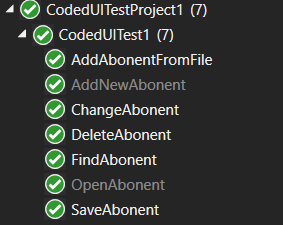 CodedUITestProject1 (7)
CodedUITest1 (7)
AddAbonentFromFile
AddNewAbonent
ChangeAbonent
DeleteAbonent
FindAbonent
OpenAbonent
SaveAbonent